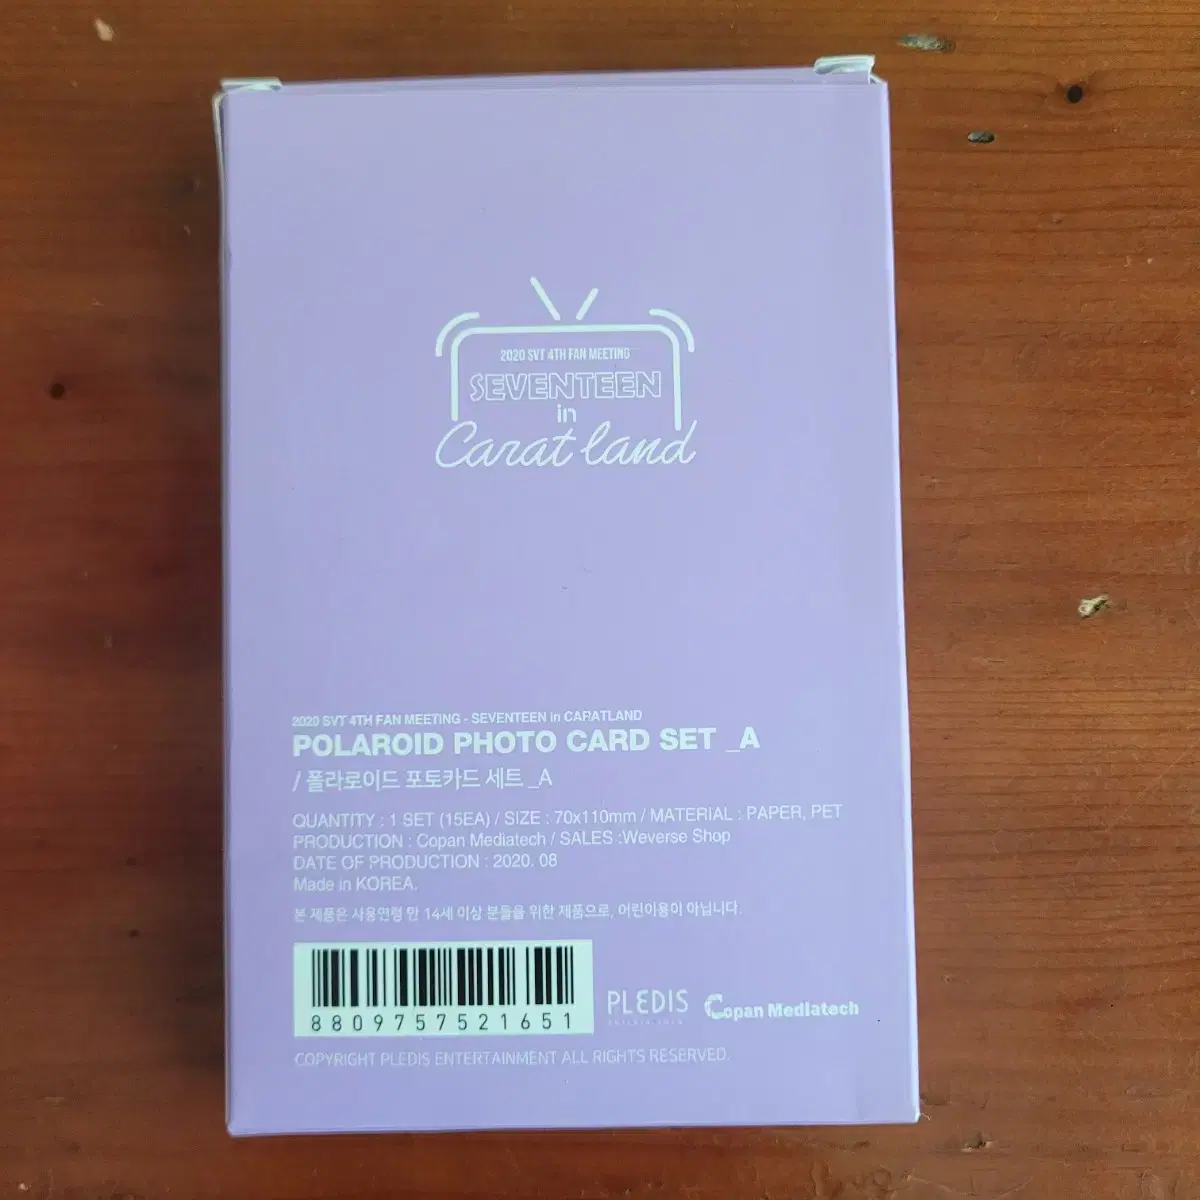 2020 SVT 4TH FAN MEETING
SEVENTEEN
in
Carat land
2020 SVT 4TH FAN MEETING - SEVENTEEN in CARATLAND
POLAROID PHOTO CARD SET _A
/ 폴라로이드 포토카드 세트 _A
QUANTITY : 1 SET (15EA) / SIZE : 70x110mm / MATERIAL : PAPER, PET
PRODUCTION : Copan Mediatech / SALES :Weverse Shop
DATE OF PRODUCTION : 2020. 08
Made in KOREA.
본 제품은 사용연령 만 14세 이상 분들을 위한 제품으로, 어린이용이 아닙니다.
8809757521651
PLEDIS
Copan Mediatech
COPYRIGHT PLEDIS ENTERTAINMENT ALL RIGHTS RESERVED.